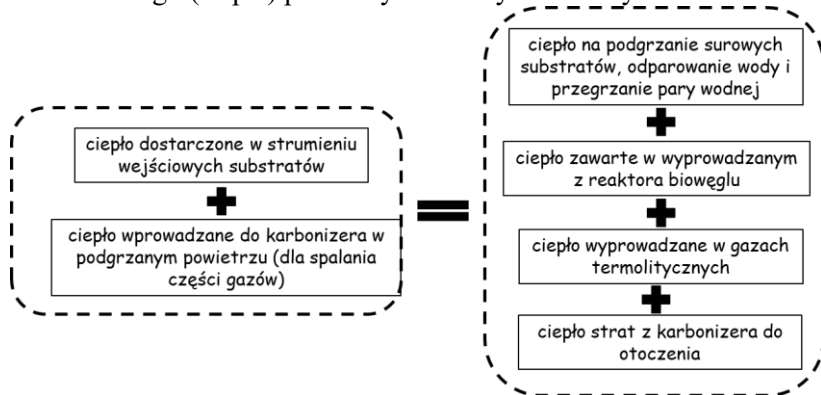 ciepło dostarczone w strumieniu
wejściowych substratów
ciepło wprowadzane do karbonizera w
podgrzanym powietrzu (dla spalania
części gazów)
ciepło na podgrzanie surowych
substratów, odparowanie wody i
przegrzanie pary wodnej
ciepło zawarte w wyprowadzanym
z reaktora biowęglu
ciepło wyprowadzane w gazach
termolitycznych
ciepło strat z karbonizera do
otoczenia